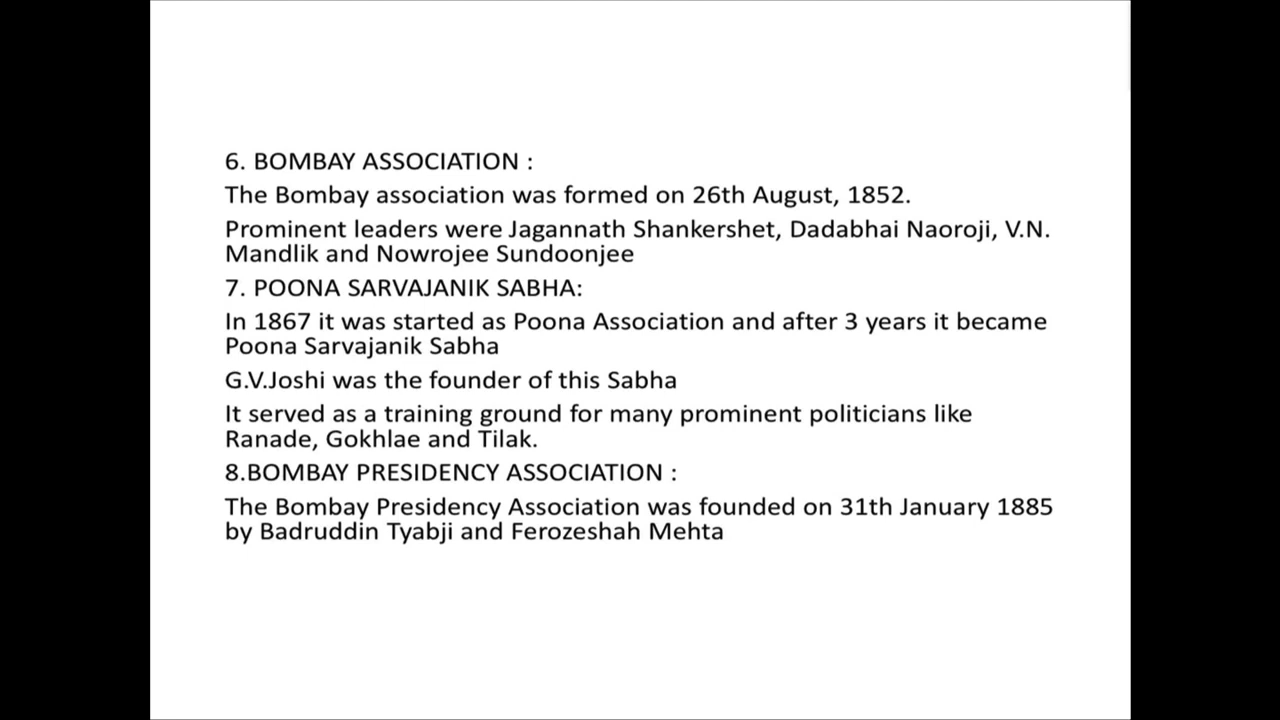 6. BOMBAY ASSOCIATION :
The Bombay association was formed on 26th August, 1852.
Prominent leaders were Jagannath Shankershet, Dadabhai Naoroji, V.N.
Mandlik and Nowrojee Sundoonjee
7. POONA SARVAJANIK SABHA:
In 1867 it was started as Poona Association and after 3 years it became
Poona Sarvajanik Sabha
G.V.Joshi was the founder of this Sabha
It served as a training ground for many prominent politicians like
Ranade, Gokhlae and Tilak.
8.BOMBAY PRESIDENCY ASSOCIATION :
The Bombay Presidency Association was founded on 31th January 1885
by Badruddin Tyabji and Ferozeshah Mehta